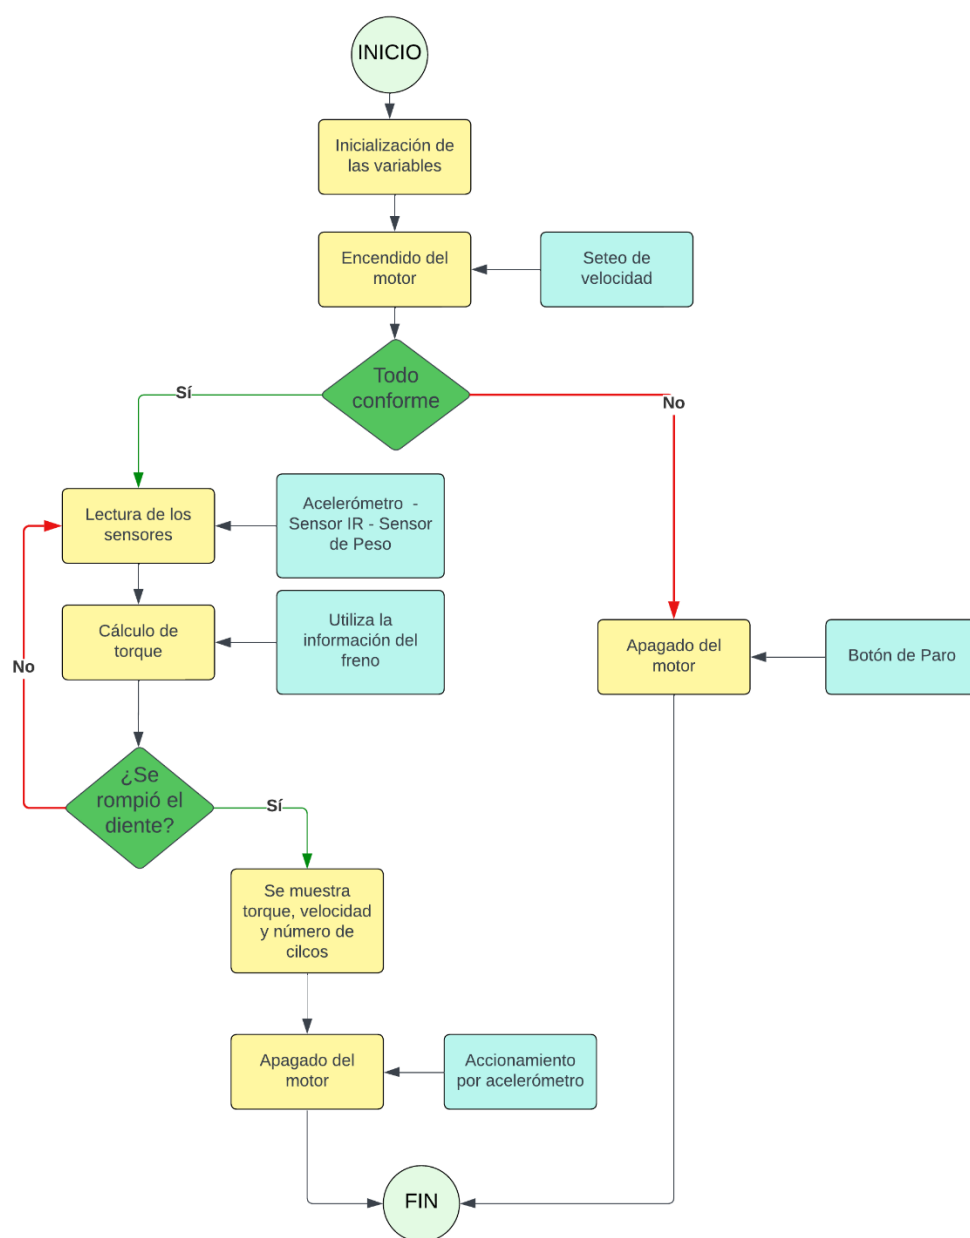 INICIO
Inicialización de
las variables
Encendido del
motor
Seteo de
velocidad
Todo
conforme
Sí
No
Lectura de los
sensores
Acelerómetro -
Sensor IR - Sensor
de Peso
Cálculo de
torque
Utiliza la
información del
freno
Apagado del
motor
Botón de Paro
No
¿Se
rompió el
diente?
Sí
Se muestra
torque, velocidad
y número de
cilcos
Apagado del
motor
Accionamiento
por acelerómetro
FIN